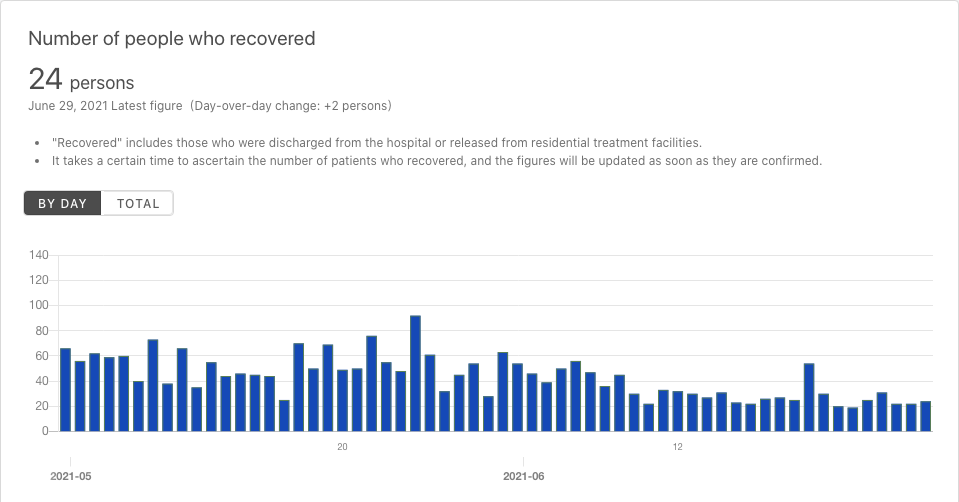 Number of people who recovered
24 persons
June 29, 2021 Latest figure (Day-over-day change: +2 persons)
• "Recovered" includes those who were discharged from the hospital or released from residential treatment facilities.
• It takes a certain time to ascertain the number of patients who recovered, and the figures will be updated as soon as they are confirmed.
BY DAY TOTAL
140
120
100
80
60
40
20
0
20 12
2021-05 2021-06